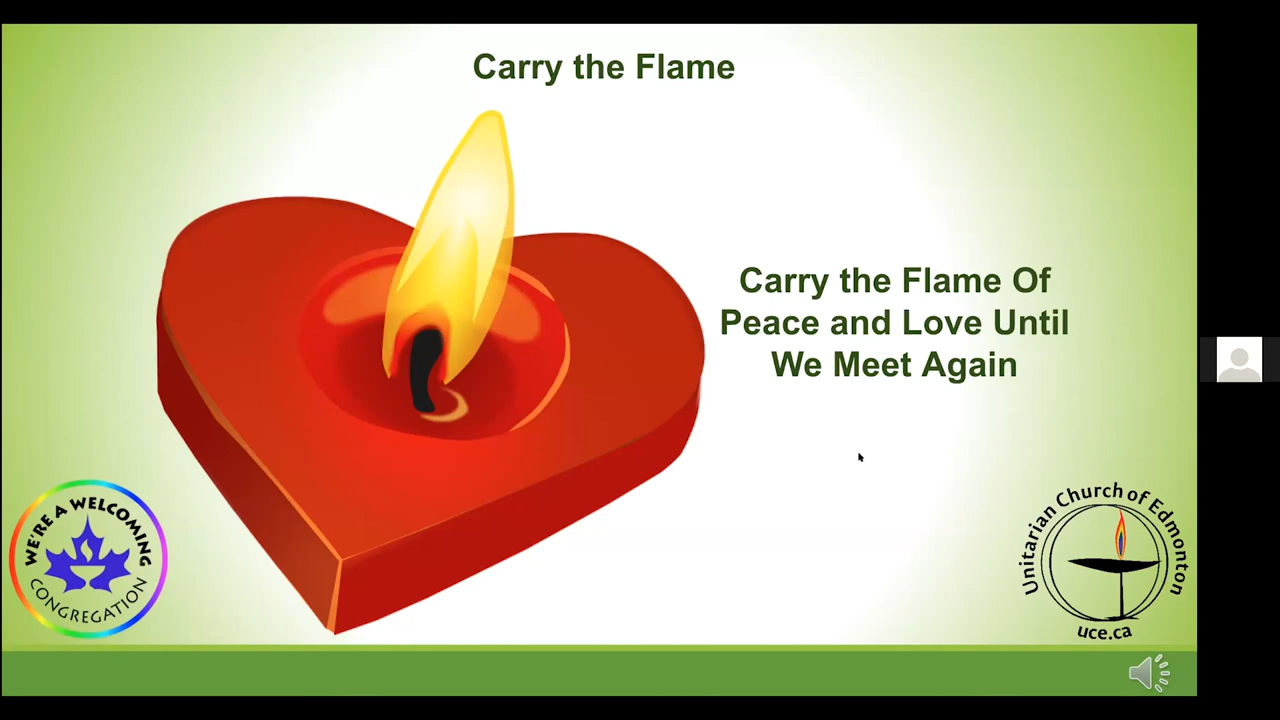 Carry the Flame
Carry the Flame Of
Peace and Love Until
We Meet Again
WE'RE A WELCOMING
CONGREGATION
Unitarian Church of Edmonton
uce.ca